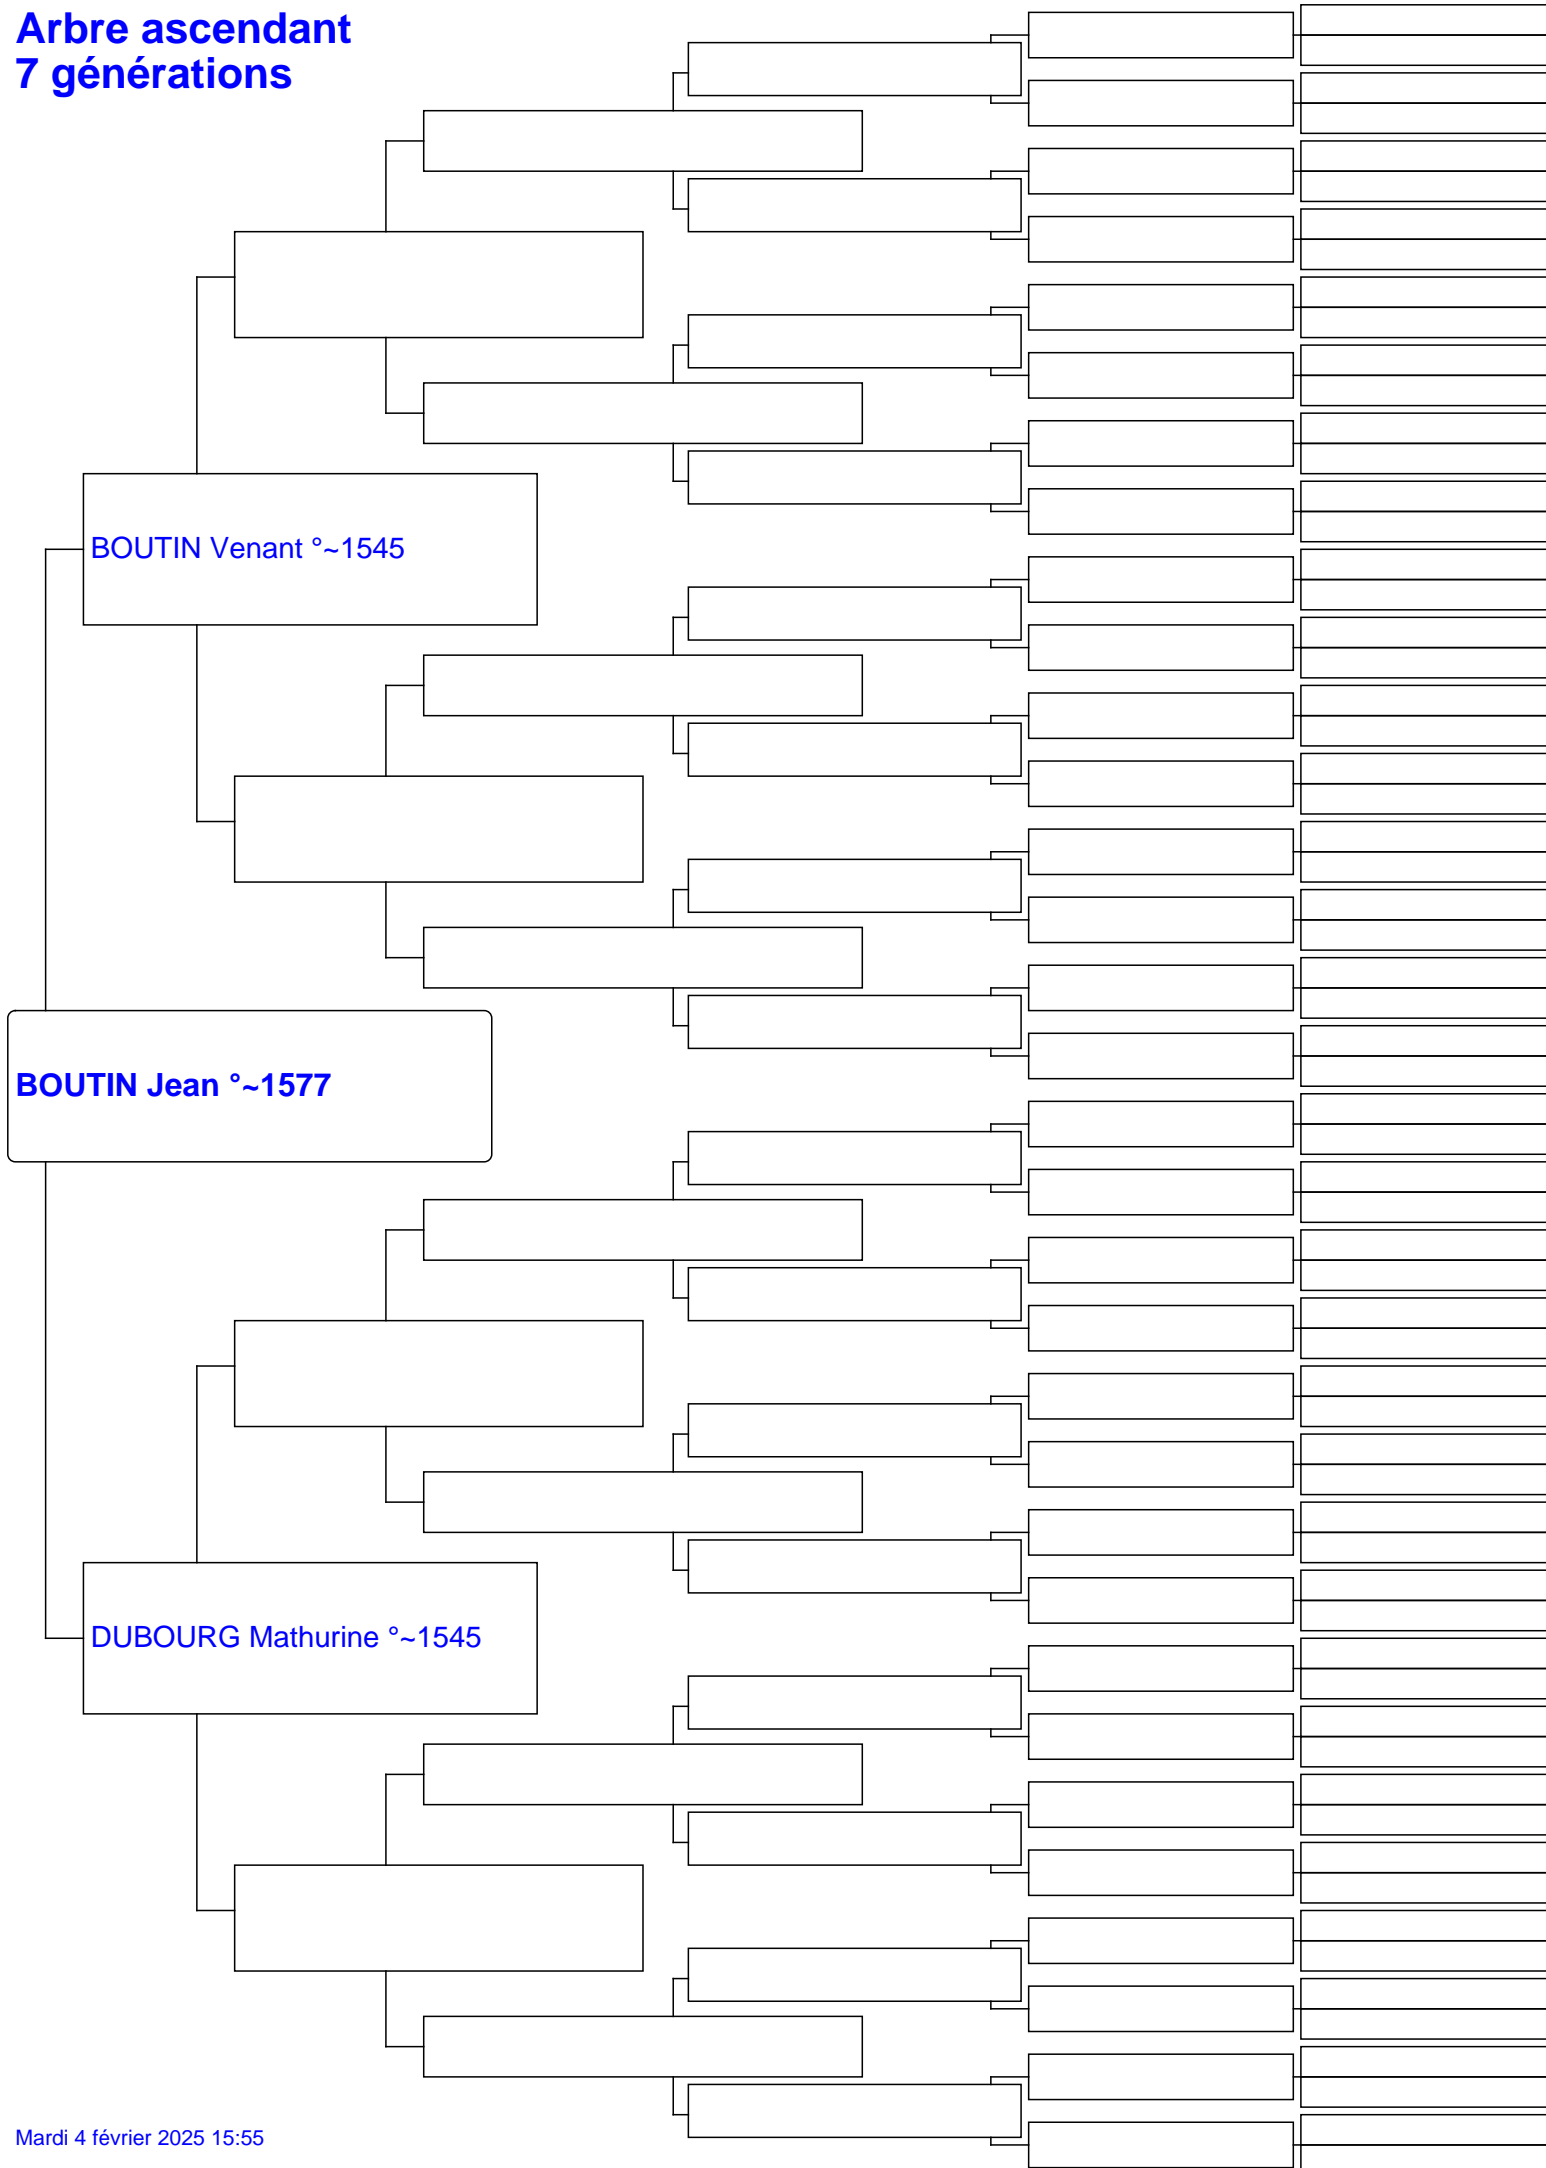 Arbre ascendant
7 générations
BOUTIN Venant °~1545
BOUTIN Jean °~1577
DUBOURG Mathurine °~1545
Mardi 4 février 2025 15:55